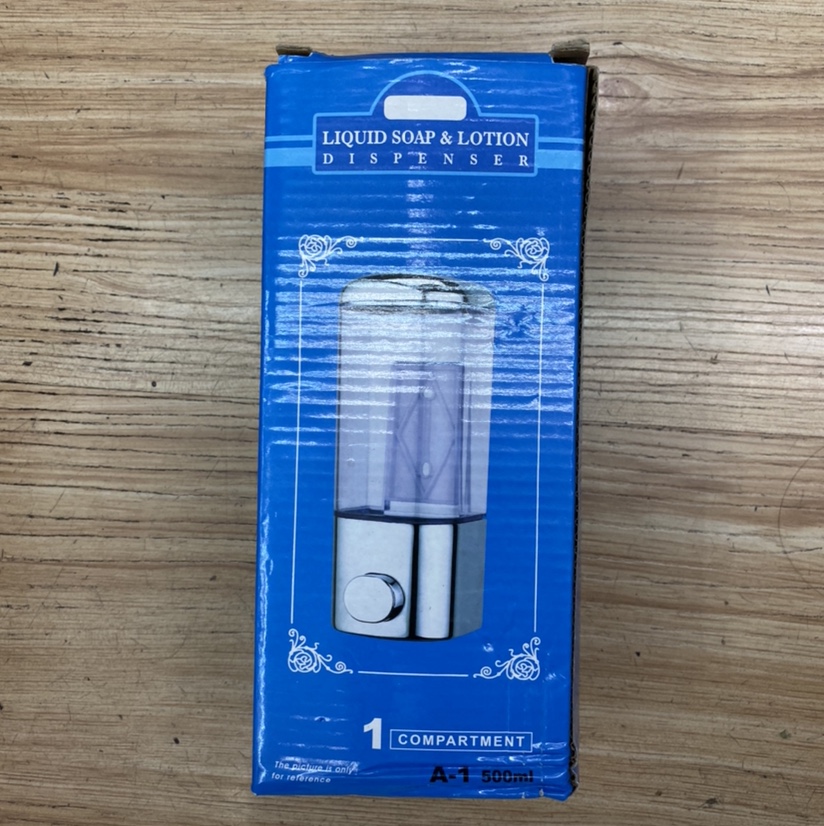 LIQUID SOAP & LOTION
DISPENSER
1 COMPARTMENT
A-1 500ml
The picture is only
for reference